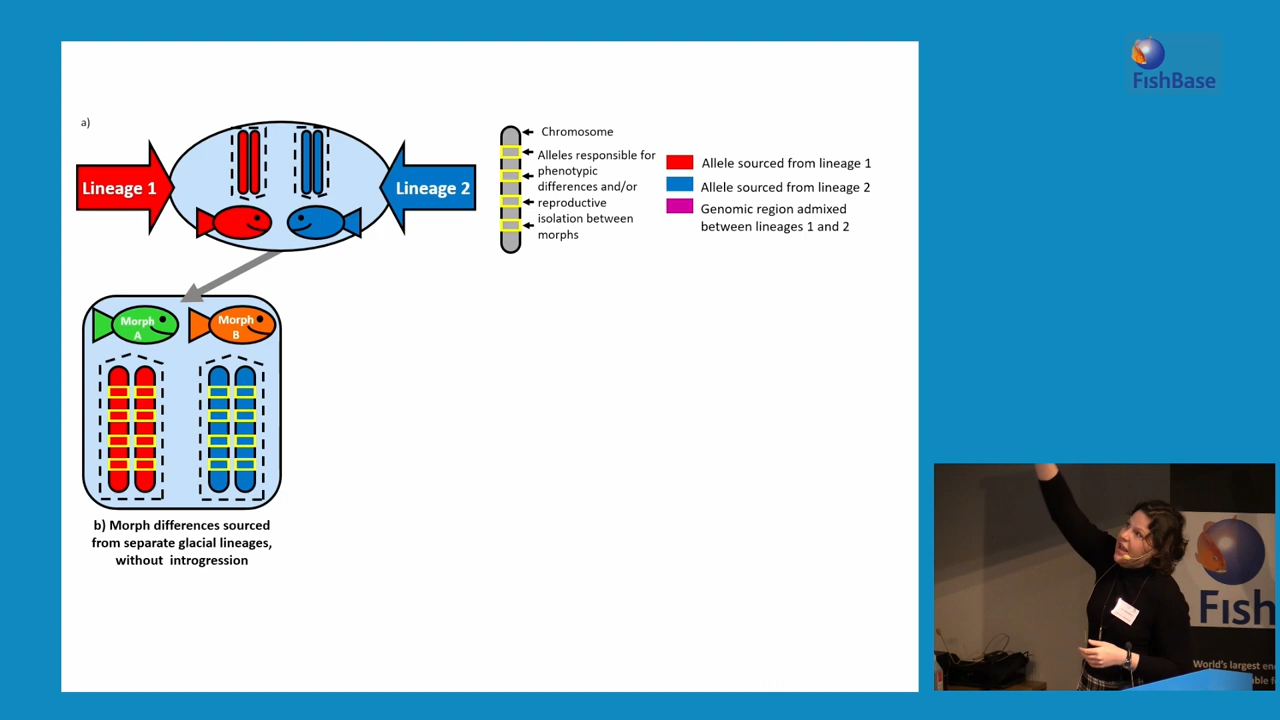 FishBase
a)
Lineage 1
Lineage 2
Chromosome
Alleles responsible for
phenotypic
differences and/or
reproductive
isolation between
morphs
Allele sourced from lineage 1
Allele sourced from lineage 2
Genomic region admixed
between lineages 1 and 2
Morph
A
Morph
B
b) Morph differences sourced
from separate glacial lineages,
without introgression
Fish
World's largest en
able f